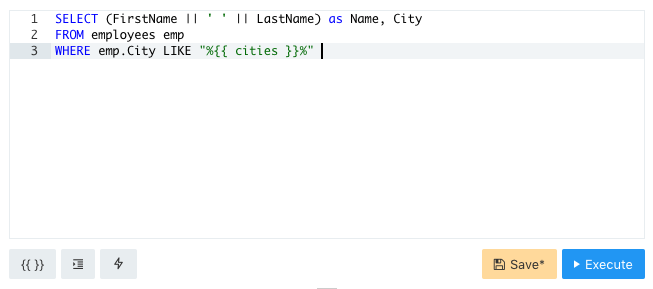 1 SELECT (FirstName || ' ' || LastName) as Name, City
2 FROM employees emp
3 WHERE emp.City LIKE "%{{ cities }}%"
{{ }} Save* Execute